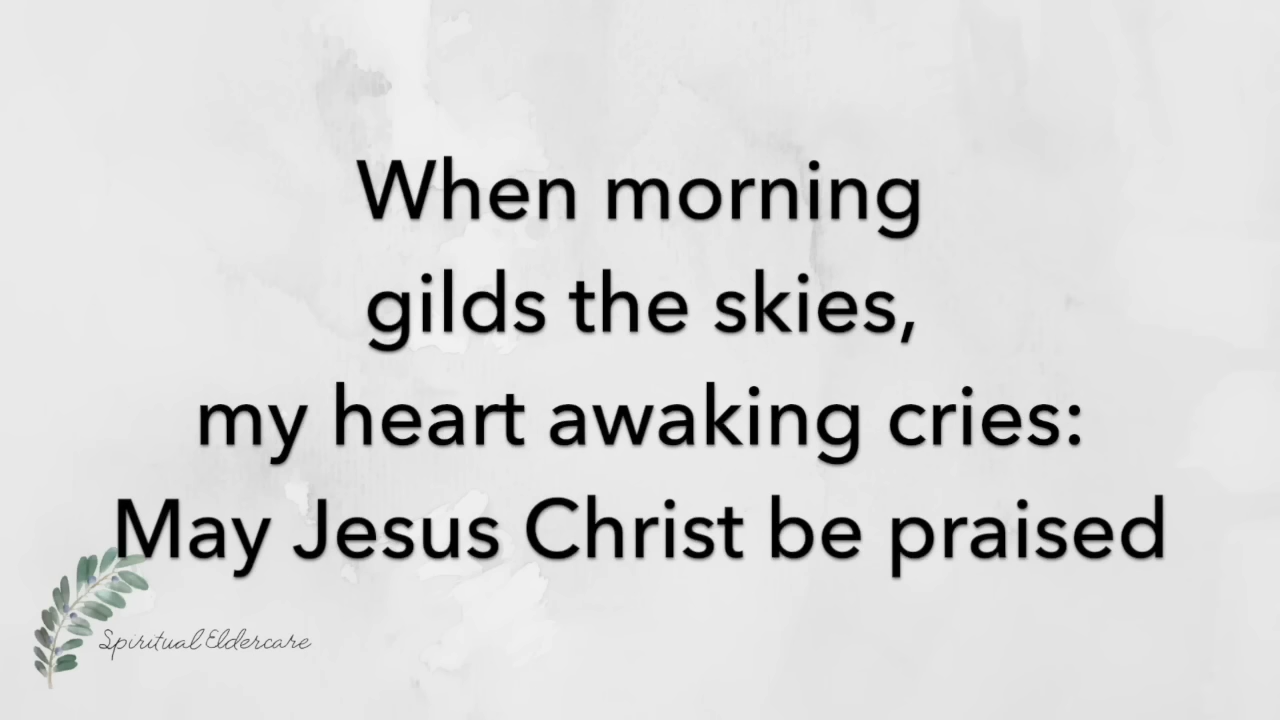 When morning
gilds the skies,
my heart awaking cries:
May Jesus Christ be praised
Spiritual Eldercare